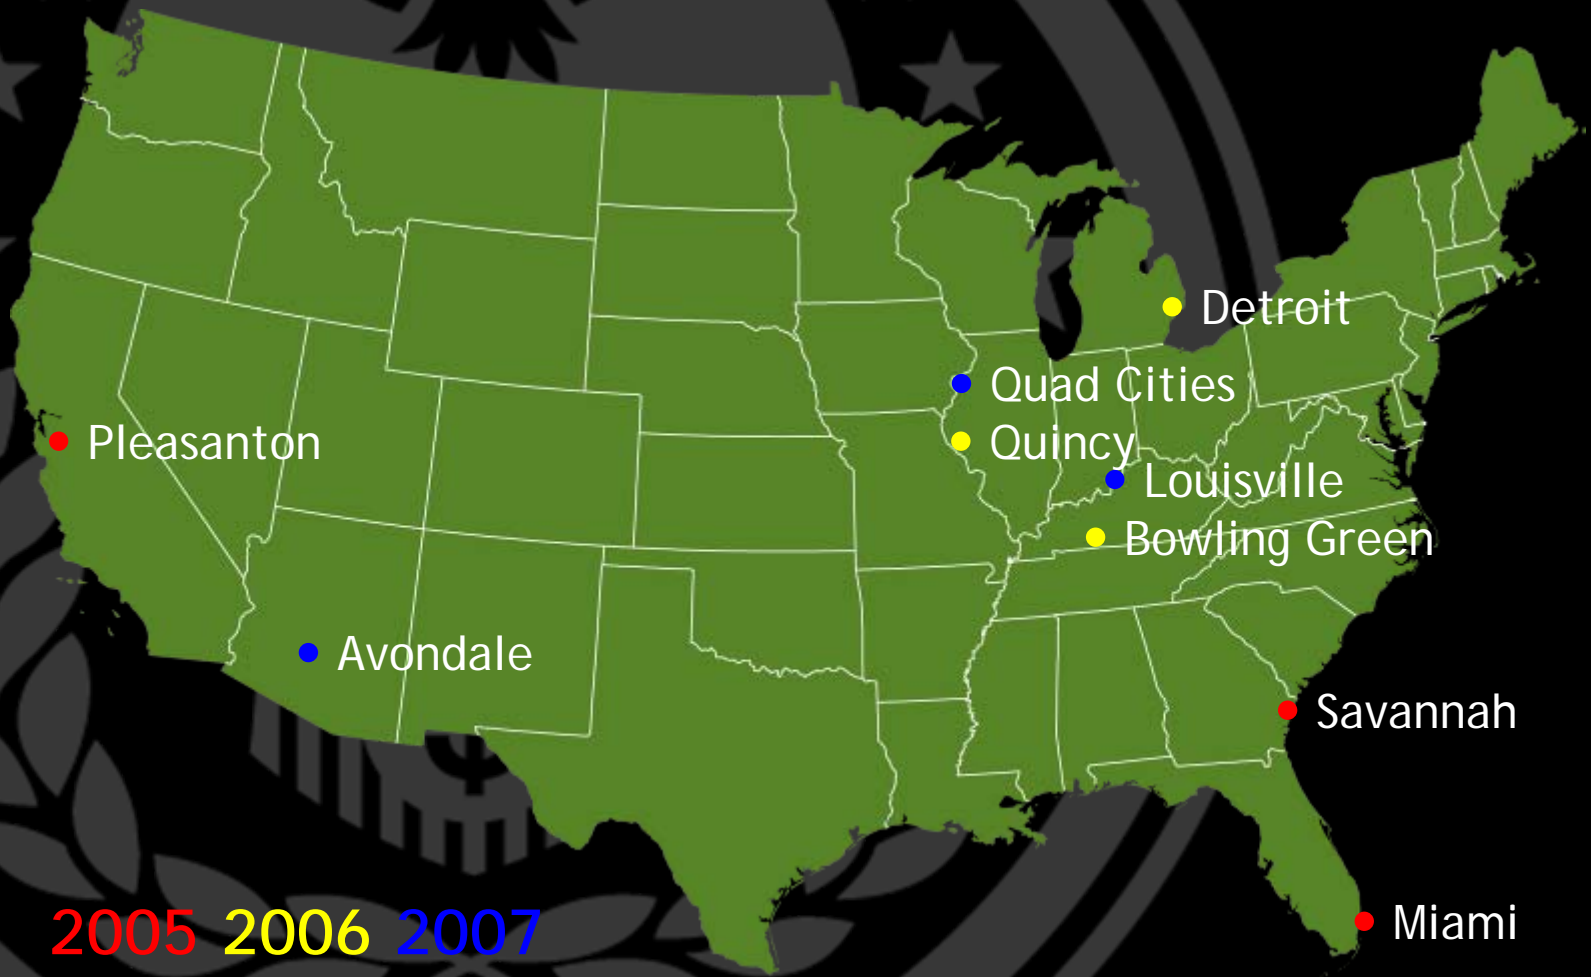 Detroit
Quad Cities
Pleasanton
Quincy
Louisville
Bowling Green
Avondale
Savannah
Miami
2005 2006 2007